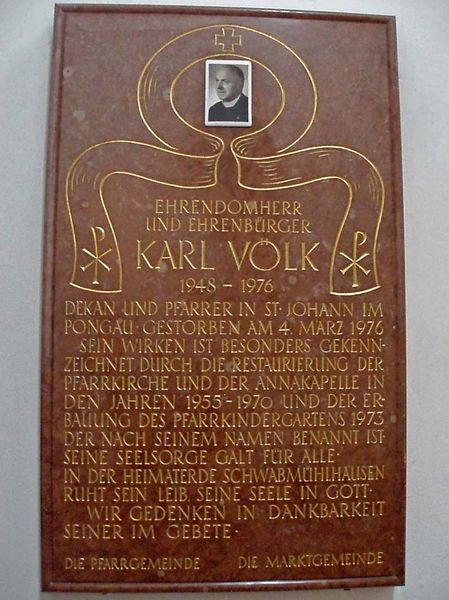 EHRENDOMHERR
UND EHRENBÜRGER
KARL VÖLK
1948 – 1976
DEKAN UND PFARRER IN ST· JOHANN IM
PONGAU · GESTORBEN AM 4· MÄRZ 1976
SEIN WIRKEN IST BESONDERS GEKENN-
ZEICHNET DURCH DIE RESTAURIERUNG DER
PFARRKIRCHE UND DER ANNAKAPELLE IN
DEN JAHREN 1955–1970 UND DER ER-
BAUUNG DES PFARRKINDERGARTENS 1973
DER NACH SEINEM NAMEN BENANNT IST·
SEINE SEELSORGE GALT FÜR ALLE·
IN DER HEIMATERDE SCHWABMÜHLHAUSEN
RUHT SEIN LEIB, SEINE SEELE IN GOTT·
WIR GEDENKEN IN DANKBARKEIT
SEINER IM GEBETE·
DIE PFARRGEMEINDE DIE MARKTGEMEINDE